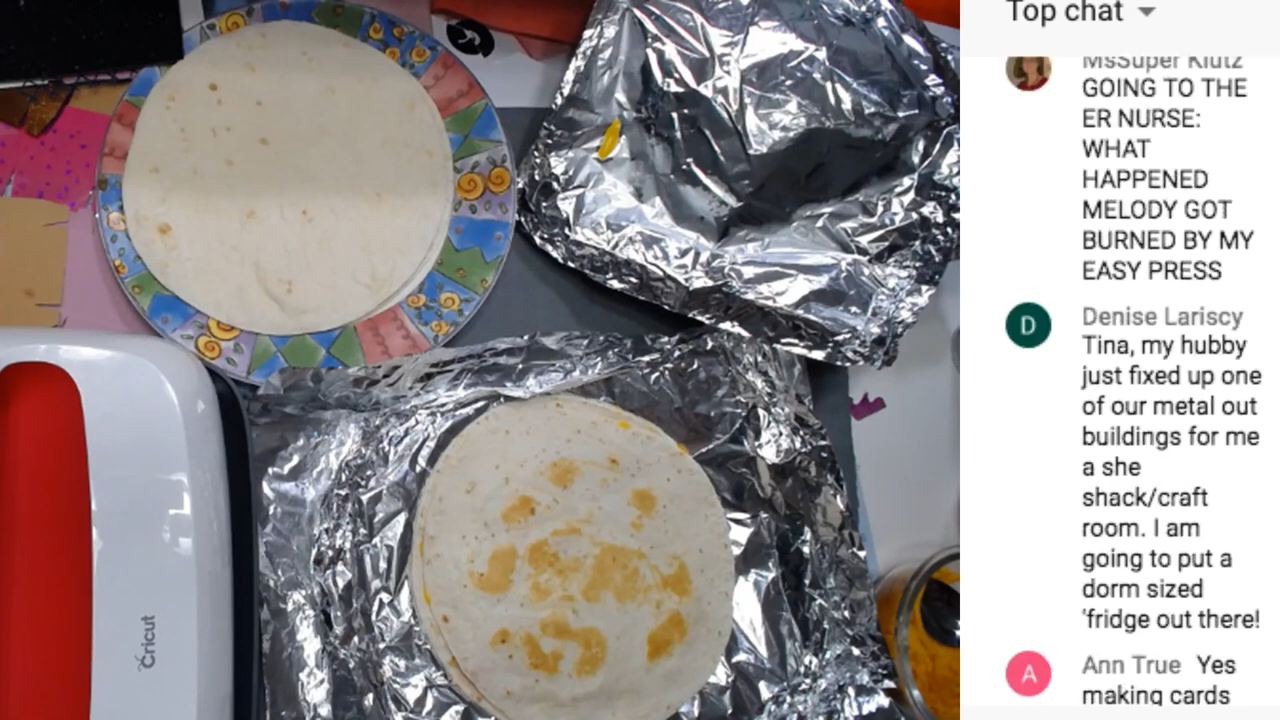 Cricut
Top chat
MsSuper Klutz
GOING TO THE
ER NURSE:
WHAT
HAPPENED
MELODY GOT
BURNED BY MY
EASY PRESS
D
Denise Lariscy
Tina, my hubby
just fixed up one
of our metal out
buildings for me
a she
shack/craft
room. I am
going to put a
dorm sized
'fridge out there!
A
Ann True Yes
making cards